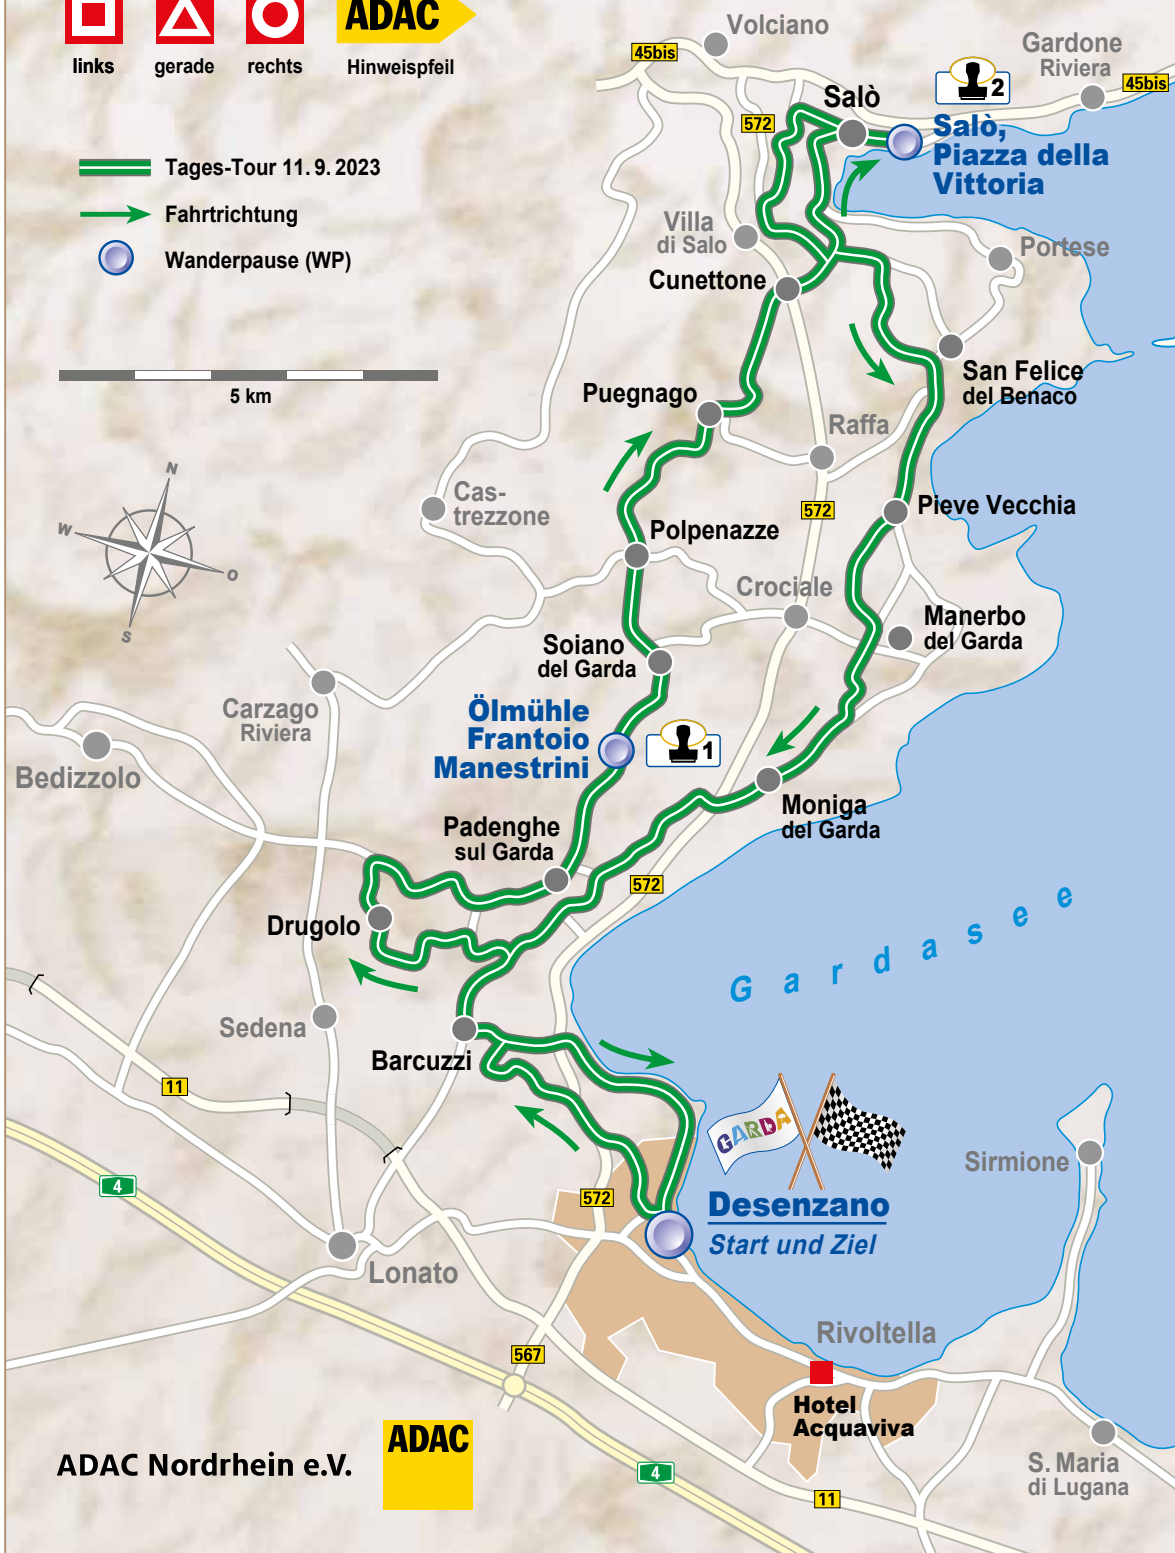 ADAC
links
gerade
rechts
Hinweispfeil
Tages-Tour 11. 9. 2023
Fahrtrichtung
Wanderpause (WP)
5 km
N
W
O
S
Volciano
45bis
Gardone
Riviera
45bis
2
Salò
572
Salò,
Piazza della
Vittoria
Villa
di Salo
Portese
Cunettone
San Felice
del Benaco
Puegnago
Raffa
Cas-
trezzone
572
Pieve Vecchia
Polpenazze
Crociale
Manerbo
del Garda
Soiano
del Garda
Carzago
Riviera
Ölmühle
Frantoio
Manestrini
1
Bedizzolo
Moniga
del Garda
Padenghe
sul Garda
572
Drugolo
Gardasee
Sedena
Barcuzzi
11
GARDA
Sirmione
4
572
Desenzano
Start und Ziel
Lonato
Rivoltella
567
Hotel
Acquaviva
ADAC Nordrhein e.V.
ADAC
4
S. Maria
di Lugana
11